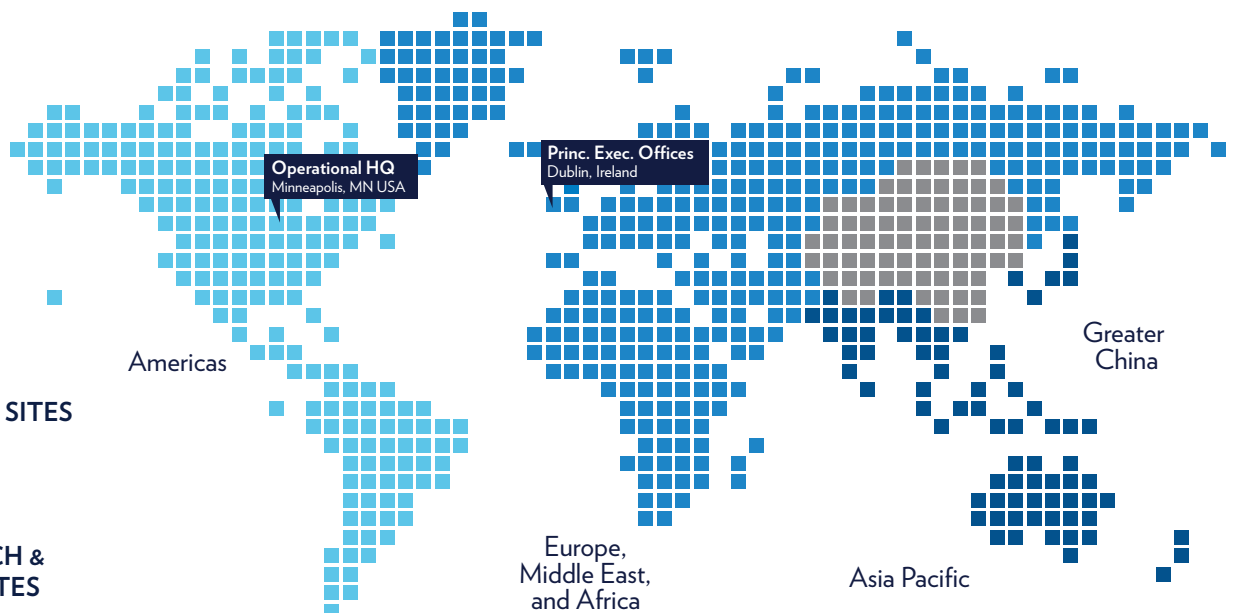 Operational HQ
Minneapolis, MN USA
Princ. Exec. Offices
Dublin, Ireland
Greater
China
Americas
SITES
CH &
TES
Europe,
Middle East,
and Africa
Asia Pacific